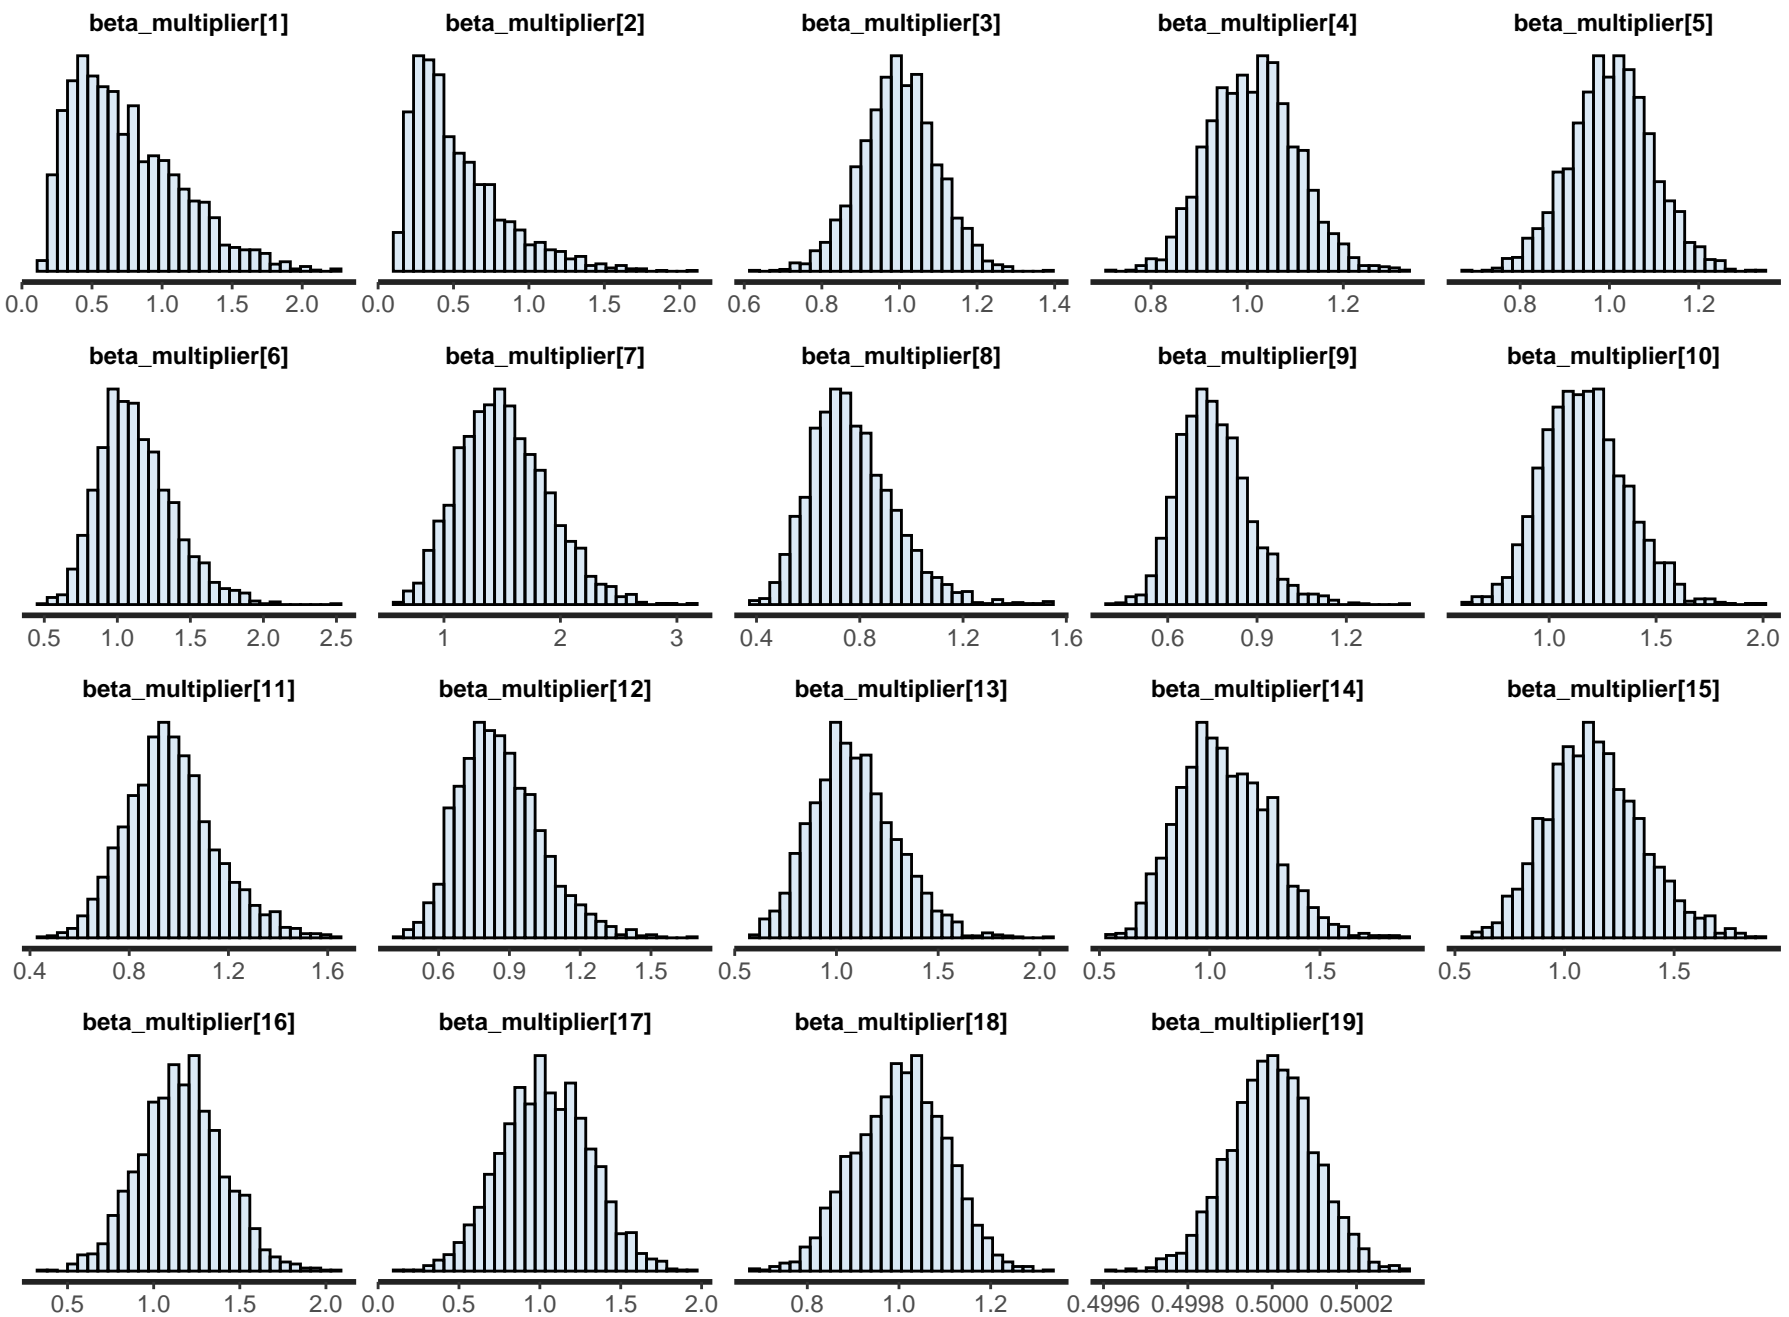 beta_multiplier[1] beta_multiplier[2] beta_multiplier[3] beta_multiplier[4] beta_multiplier[5]
0.0 0.5 1.0 1.5 2.0 0.0 0.5 1.0 1.5 2.0 0.6 0.8 1.0 1.2 1.4 0.8 1.0 1.2 0.8 1.0 1.2
beta_multiplier[6] beta_multiplier[7] beta_multiplier[8] beta_multiplier[9] beta_multiplier[10]
0.5 1.0 1.5 2.0 2.5 1 2 3 0.4 0.8 1.2 1.6 0.6 0.9 1.2 1.0 1.5 2.0
beta_multiplier[11] beta_multiplier[12] beta_multiplier[13] beta_multiplier[14] beta_multiplier[15]
0.4 0.8 1.2 1.6 0.6 0.9 1.2 1.5 0.5 1.0 1.5 2.0 0.5 1.0 1.5 0.5 1.0 1.5
beta_multiplier[16] beta_multiplier[17] beta_multiplier[18] beta_multiplier[19]
0.5 1.0 1.5 2.0 0.0 0.5 1.0 1.5 2.0 0.8 1.0 1.2 0.4996 0.4998 0.5000 0.5002